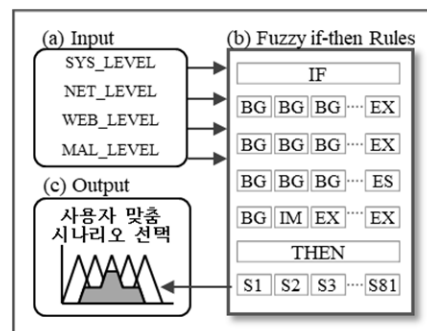 (a) Input
SYS_LEVEL
NET_LEVEL
WEB_LEVEL
MAL_LEVEL
(b) Fuzzy if-then Rules
IF
BG BG BG ···· EX
BG BG BG ···· EX
BG BG BG ···· ES
BG IM EX ···· EX
THEN
S1 S2 S3 ···· S81
(c) Output
사용자 맞춤
시나리오 선택